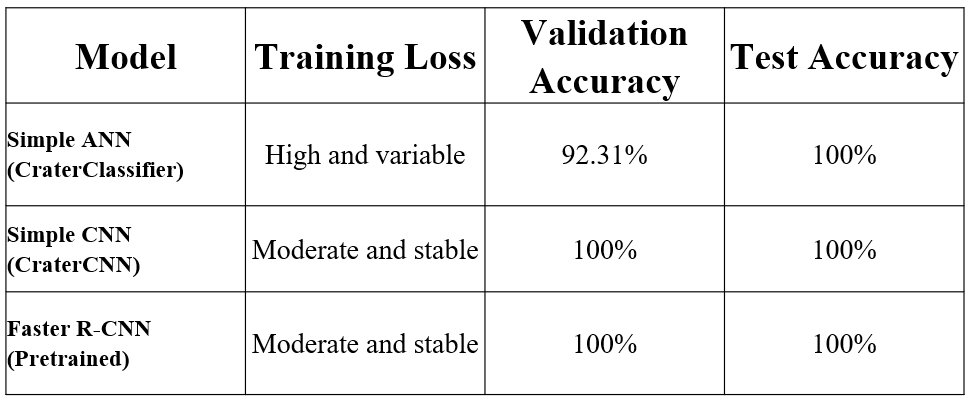 Model
Training Loss
Validation
Accuracy
Test Accuracy
Simple ANN
(CraterClassifier)
High and variable
92.31%
100%
Simple CNN
(CraterCNN)
Moderate and stable
100%
100%
Faster R-CNN
(Pretrained)
Moderate and stable
100%
100%